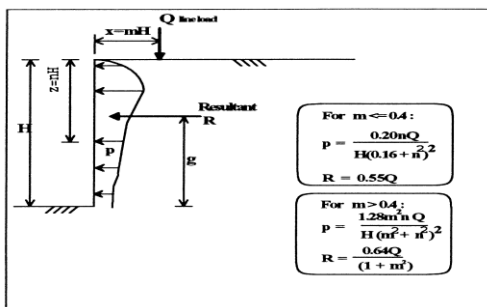 Q line load
x=mH
z=nH
H
Resultant
R
p
g
For m <= 0.4 :
p = 0.20nQ / H(0.16 + n²)²
R = 0.55Q
For m > 0.4 :
p = 1.28m²n Q / H (m² + n²)²
R = 0.64Q / (1 + m²)